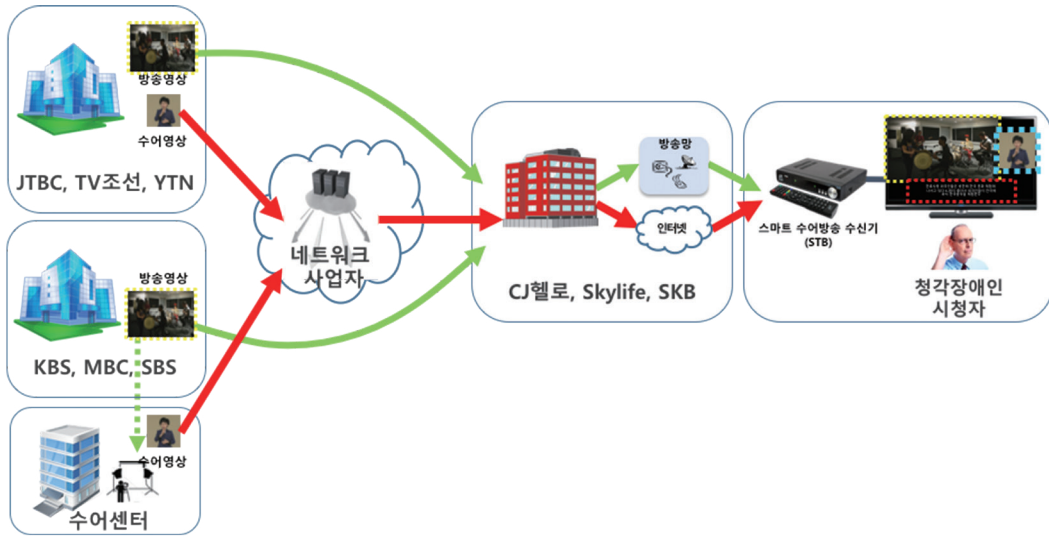 방송영상
수어영상
JTBC, TV조선, YTN
방송영상
KBS, MBC, SBS
수어영상
수어센터
네트워크
사업자
방송망
인터넷
CJ헬로, Skylife, SKB
스마트 수어방송 수신기
(STB)
청각장애인
시청자